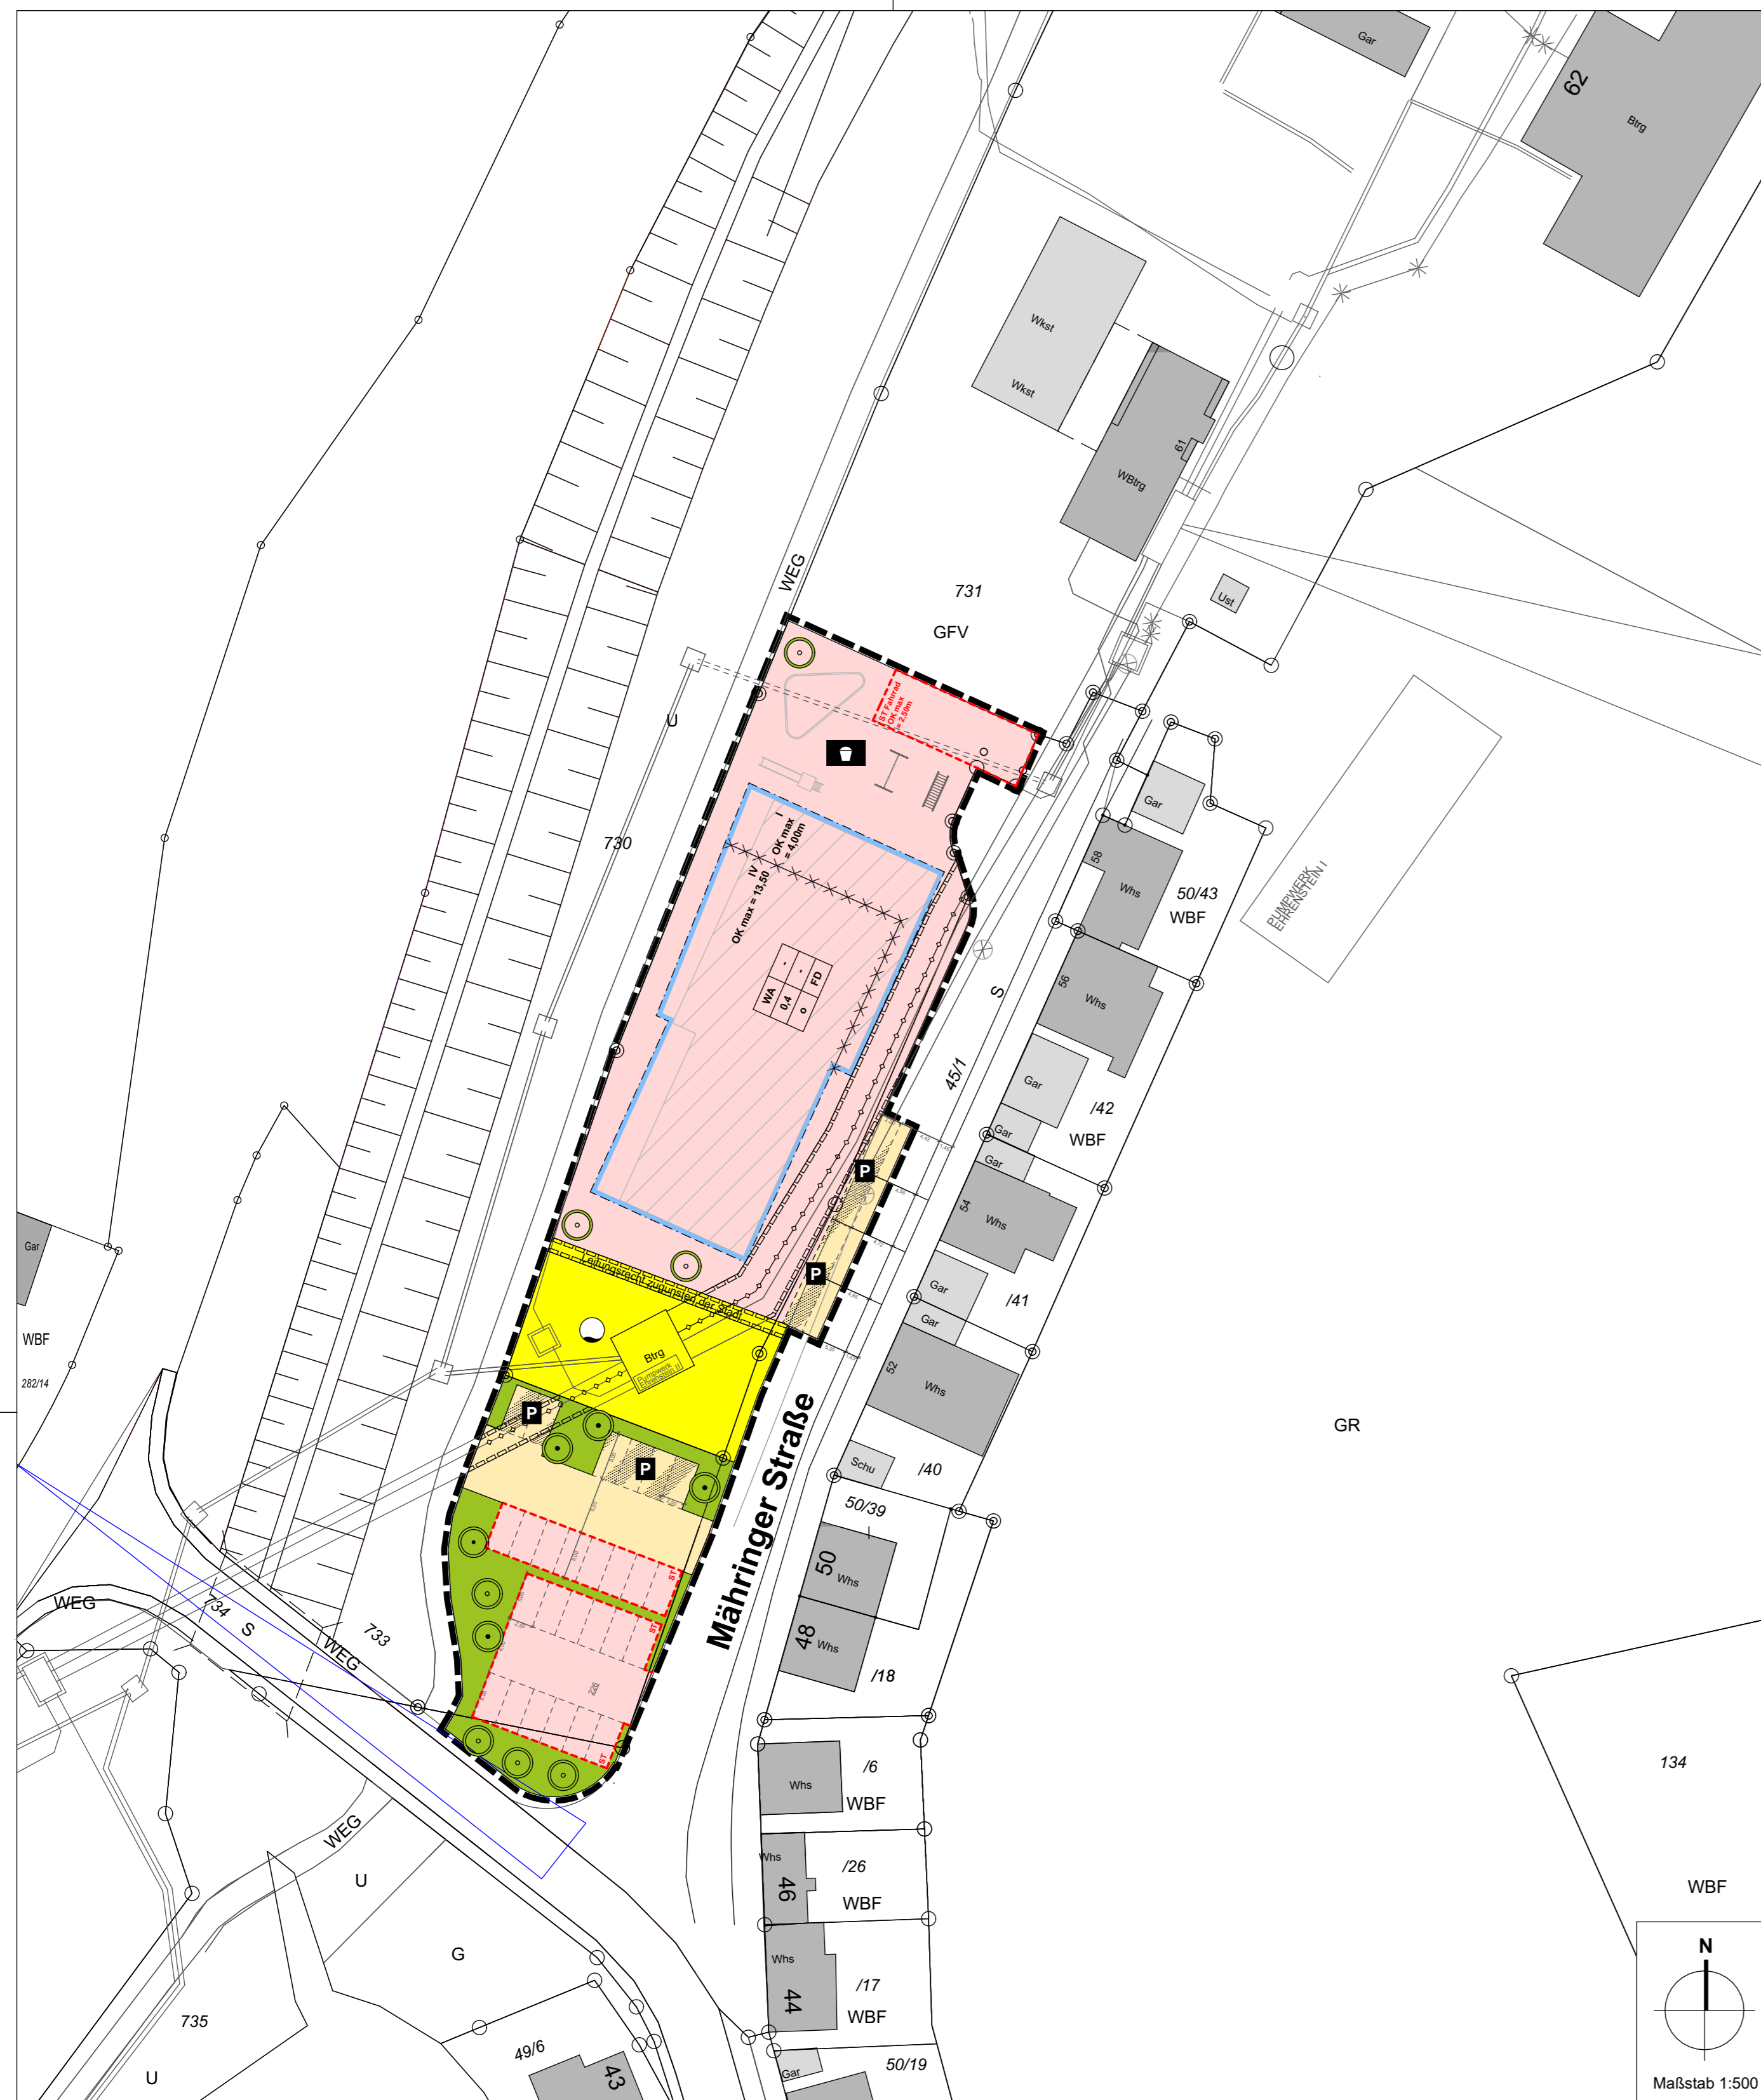 Gar
62
Btrg
Wkst
Wkst
61
WBtrg
WEG
731
GFV
Ust
U
ST Fahrrad
OK max
= 2,50m
730
I
OK max
= 4,00m
IV
OK max = 13,50
WA
-
0,4
-
o
FD
Gar
58
Whs
50/43
WBF
PUMPWERK
EHRENSTEIN I
56
Whs
S
45/1
Gar
/42
WBF
Gar
Gar
54
Whs
P
P
Gar
/41
Gar
52
Whs
Leitungsrecht zugunsten der Stadt
Btrg
Pumpwerk
Ehrenstein II
Gar
WBF
282/14
P
P
Mähringer Straße
GR
Schu
/40
50/39
50
Whs
48
Whs
/18
ST
ST
ST
WEG
734
S
WEG
733
WEG
U
G
735
U
49/6
43
Whs
/6
WBF
Whs
46
/26
WBF
Whs
44
/17
WBF
Gar
50/19
134
WBF
N
Maßstab 1:500